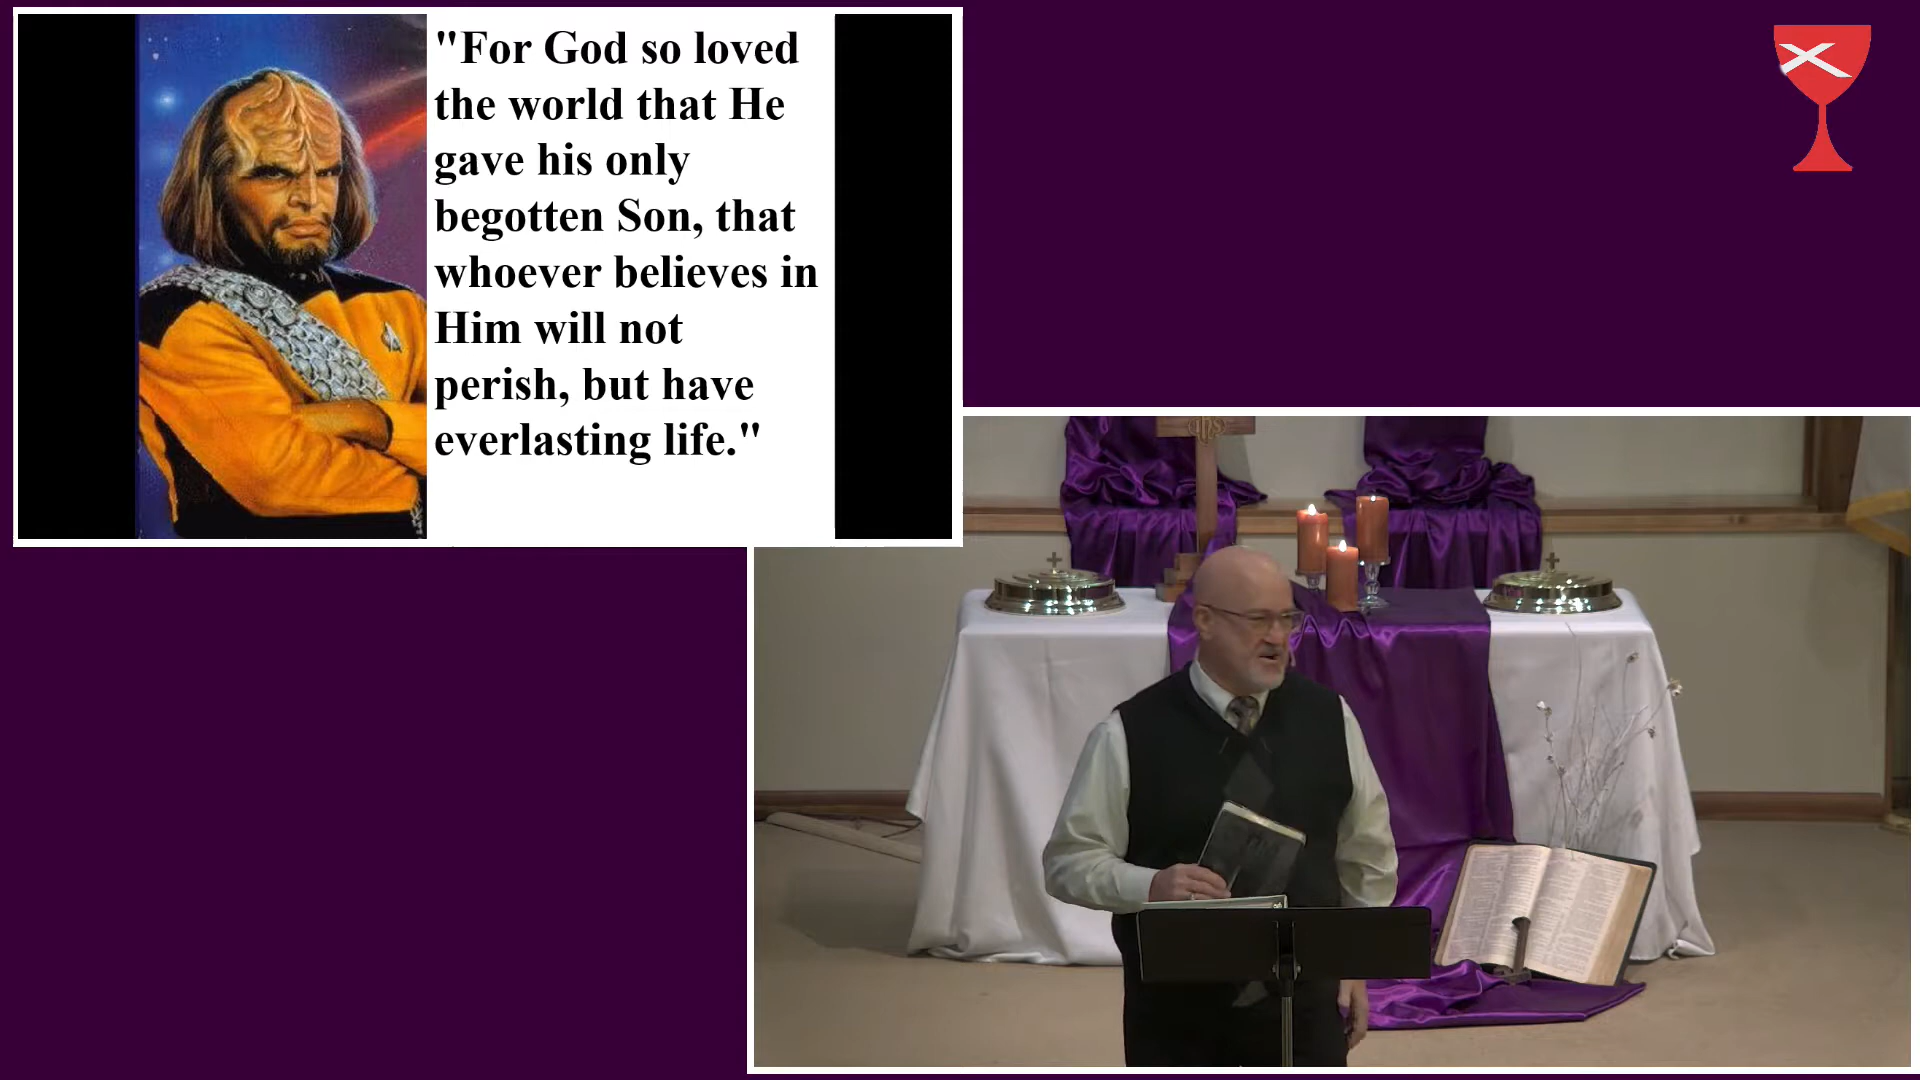 "For God so loved
the world that He
gave his only
begotten Son, that
whoever believes in
Him will not
perish, but have
everlasting life."
IHS